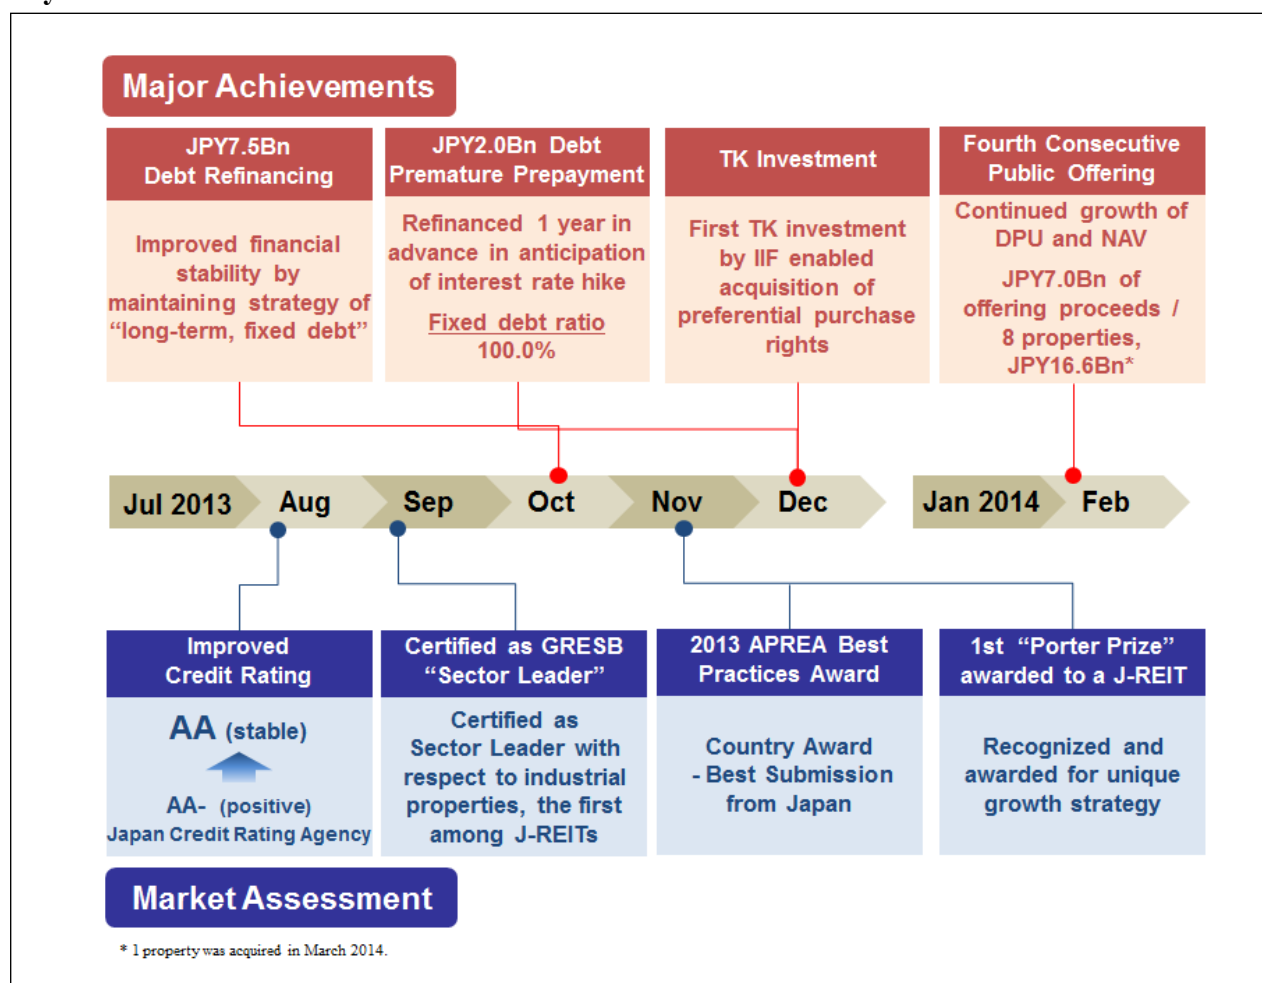 Major Achievements
JPY7.5Bn
Debt Refinancing
Improved financial
stability by
maintaining strategy of
“long-term, fixed debt”
JPY2.0Bn Debt
Premature Prepayment
Refinanced 1 year in
advance in anticipation
of interest rate hike
Fixed debt ratio
100.0%
TK Investment
First TK investment
by IIF enabled
acquisition of
preferential purchase
rights
Fourth Consecutive
Public Offering
Continued growth of
DPU and NAV
JPY7.0Bn of
offering proceeds /
8 properties,
JPY16.6Bn*
Jul 2013 Aug Sep Oct Nov Dec Jan 2014 Feb
Improved
Credit Rating
AA (stable)
AA- (positive)
Japan Credit Rating Agency
Certified as GRESB
“Sector Leader”
Certified as
Sector Leader with
respect to industrial
properties, the first
among J-REITs
2013 APREA Best
Practices Award
Country Award
- Best Submission
from Japan
1st “Porter Prize”
awarded to a J-REIT
Recognized and
awarded for unique
growth strategy
Market Assessment
* 1 property was acquired in March 2014.